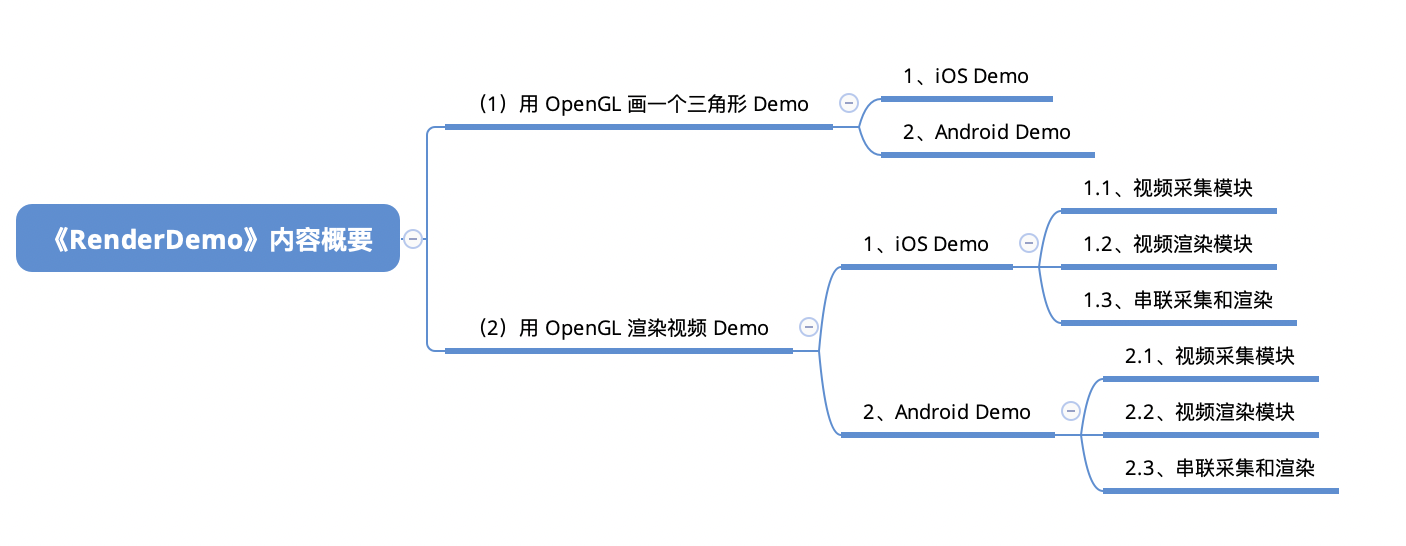 《RenderDemo》内容概要
（1）用 OpenGL 画一个三角形 Demo
1、iOS Demo
2、Android Demo
（2）用 OpenGL 渲染视频 Demo
1、iOS Demo
1.1、视频采集模块
1.2、视频渲染模块
1.3、串联采集和渲染
2、Android Demo
2.1、视频采集模块
2.2、视频渲染模块
2.3、串联采集和渲染